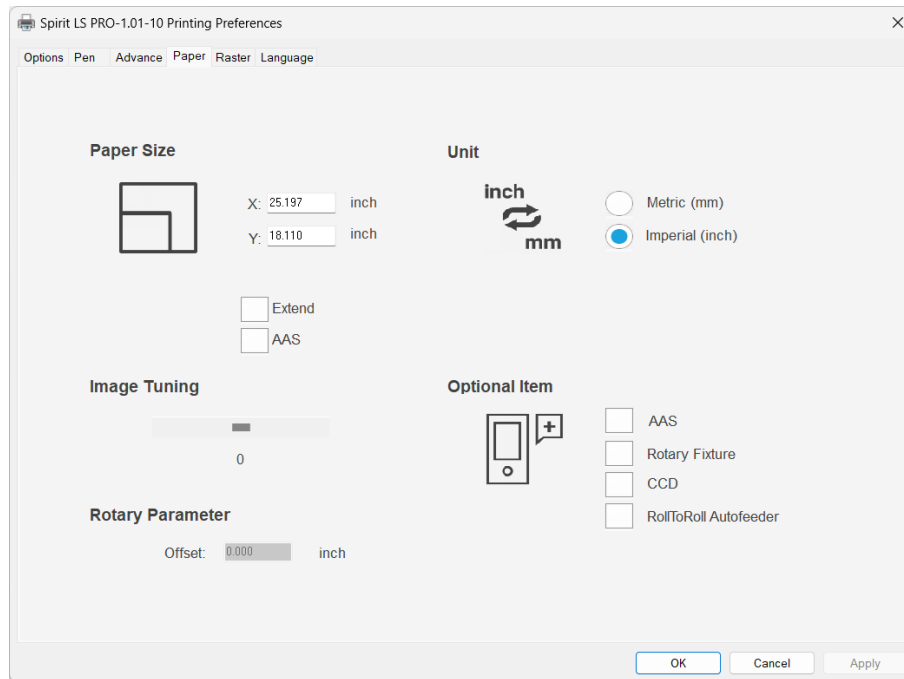 Spirit LS PRO-1.01-10 Printing Preferences
Options Pen Advance Paper Raster Language
Paper Size
X: 25.197 inch
Y: 18.110 inch
Extend
AAS
Unit
inch
mm
Metric (mm)
Imperial (inch)
Image Tuning
0
Optional Item
AAS
Rotary Fixture
CCD
RollToRoll Autofeeder
Rotary Parameter
Offset: 0.000 inch
OK Cancel Apply